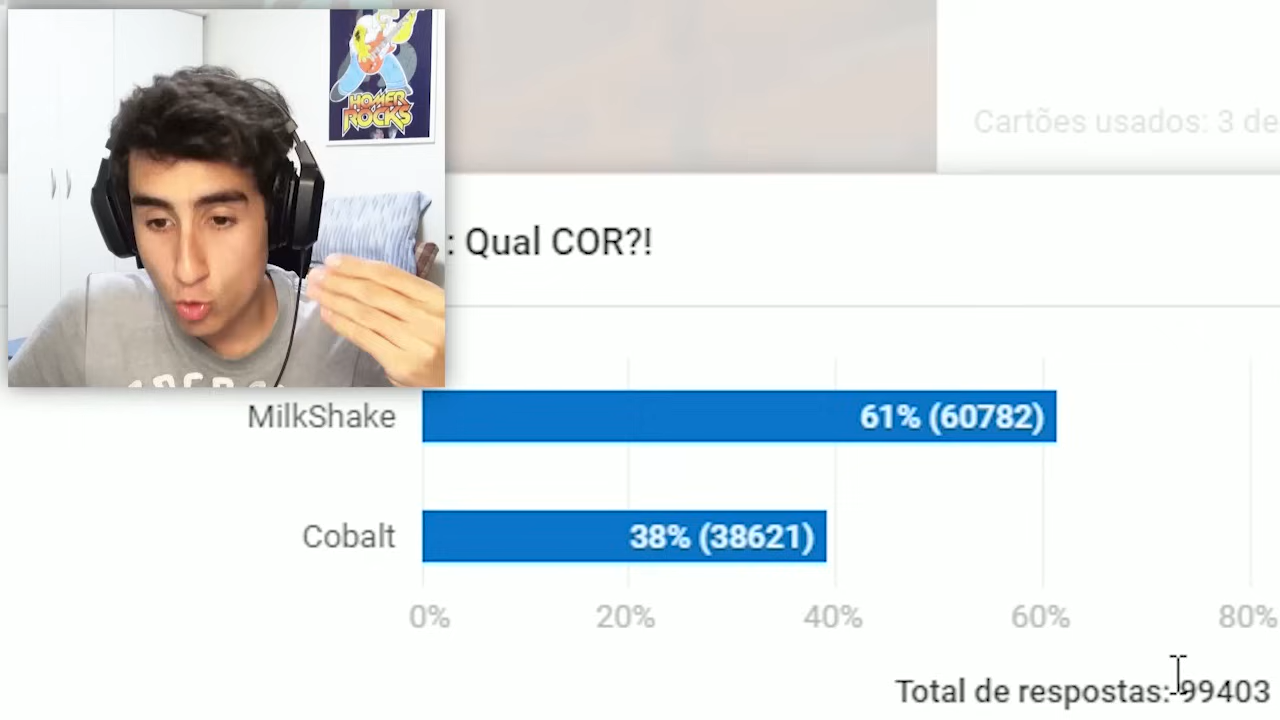 HOMER
ROCKS
Cartões usados: 3 de
: Qual COR?!
MilkShake
61% (60782)
Cobalt
38% (38621)
0%
20%
40%
60%
80%
Total de respostas: 99403